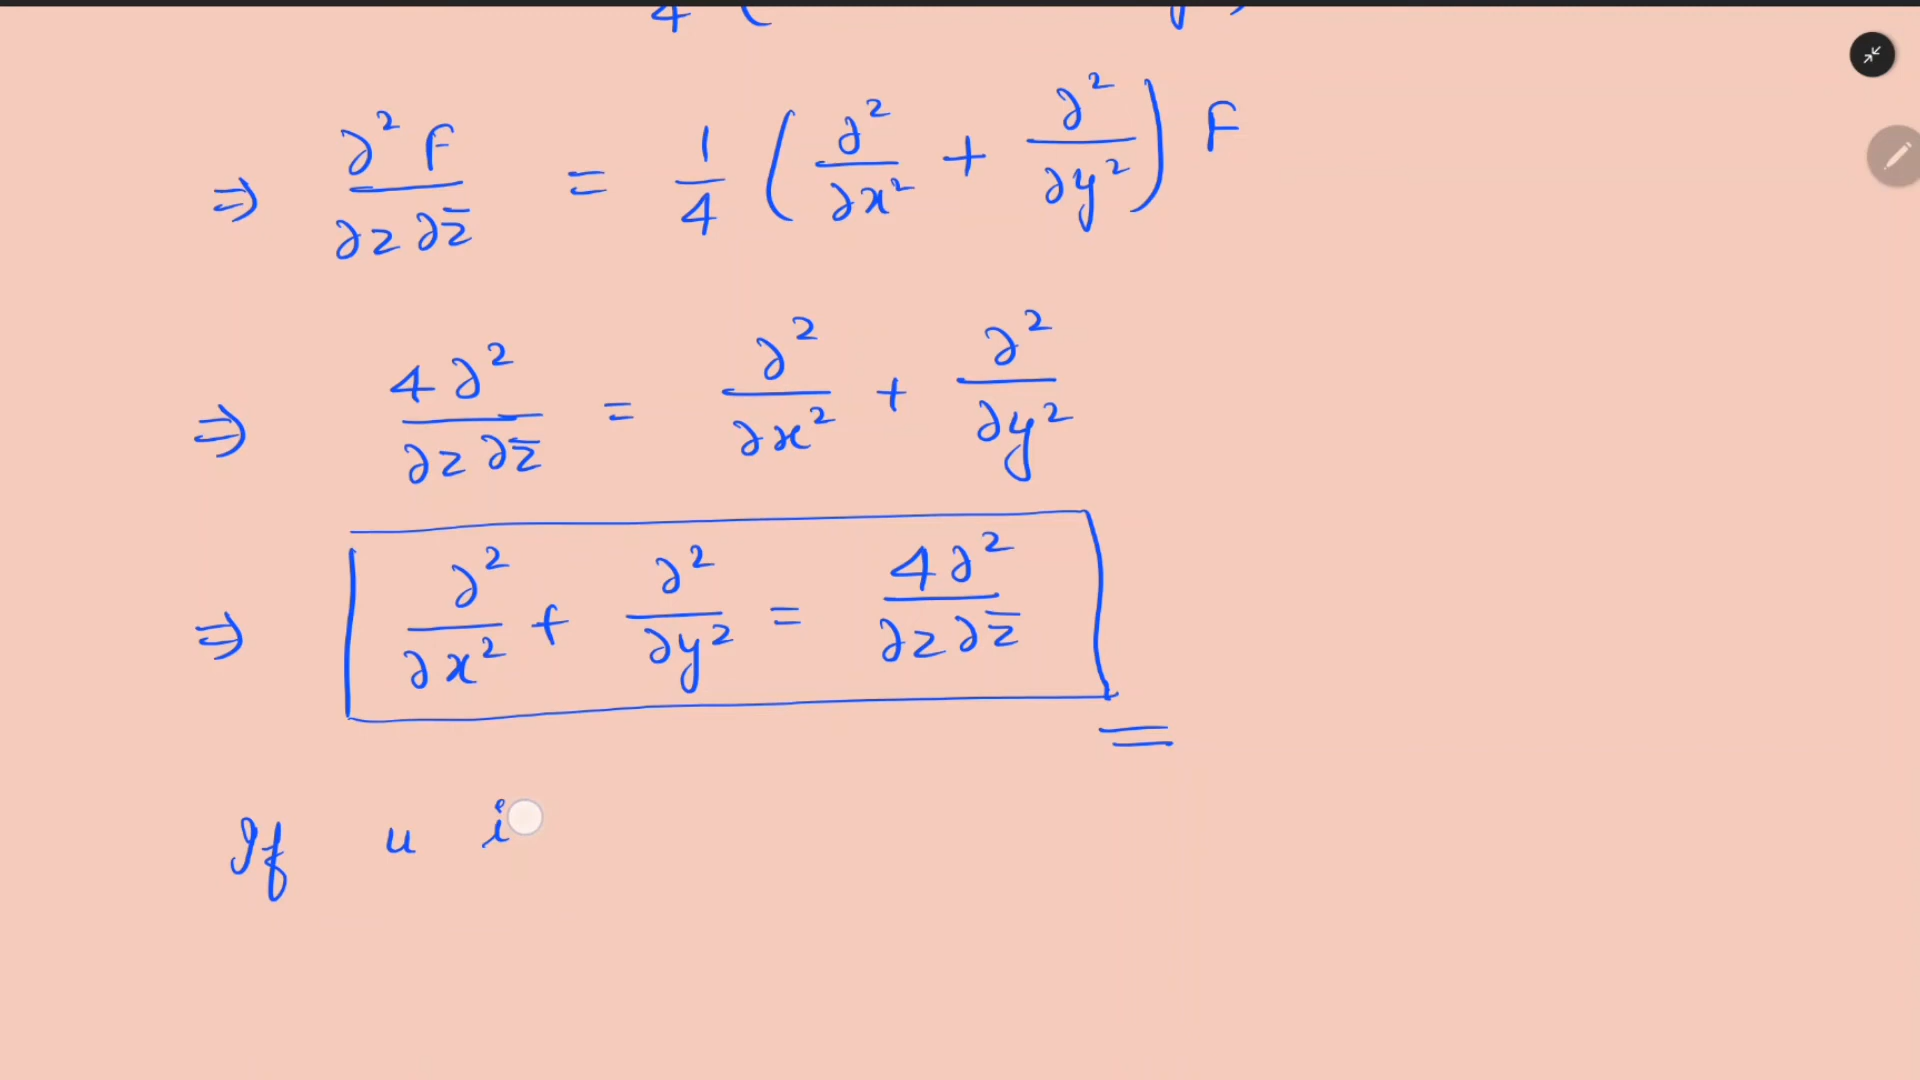 ⇒ ∂²F/∂z∂z̄ = 1/4 (∂²/∂x² + ∂²/∂y²) F
⇒ 4∂²/∂z∂z̄ = ∂²/∂x² + ∂²/∂y²
⇒ ∂²/∂x² + ∂²/∂y² = 4∂²/∂z∂z̄
If u i